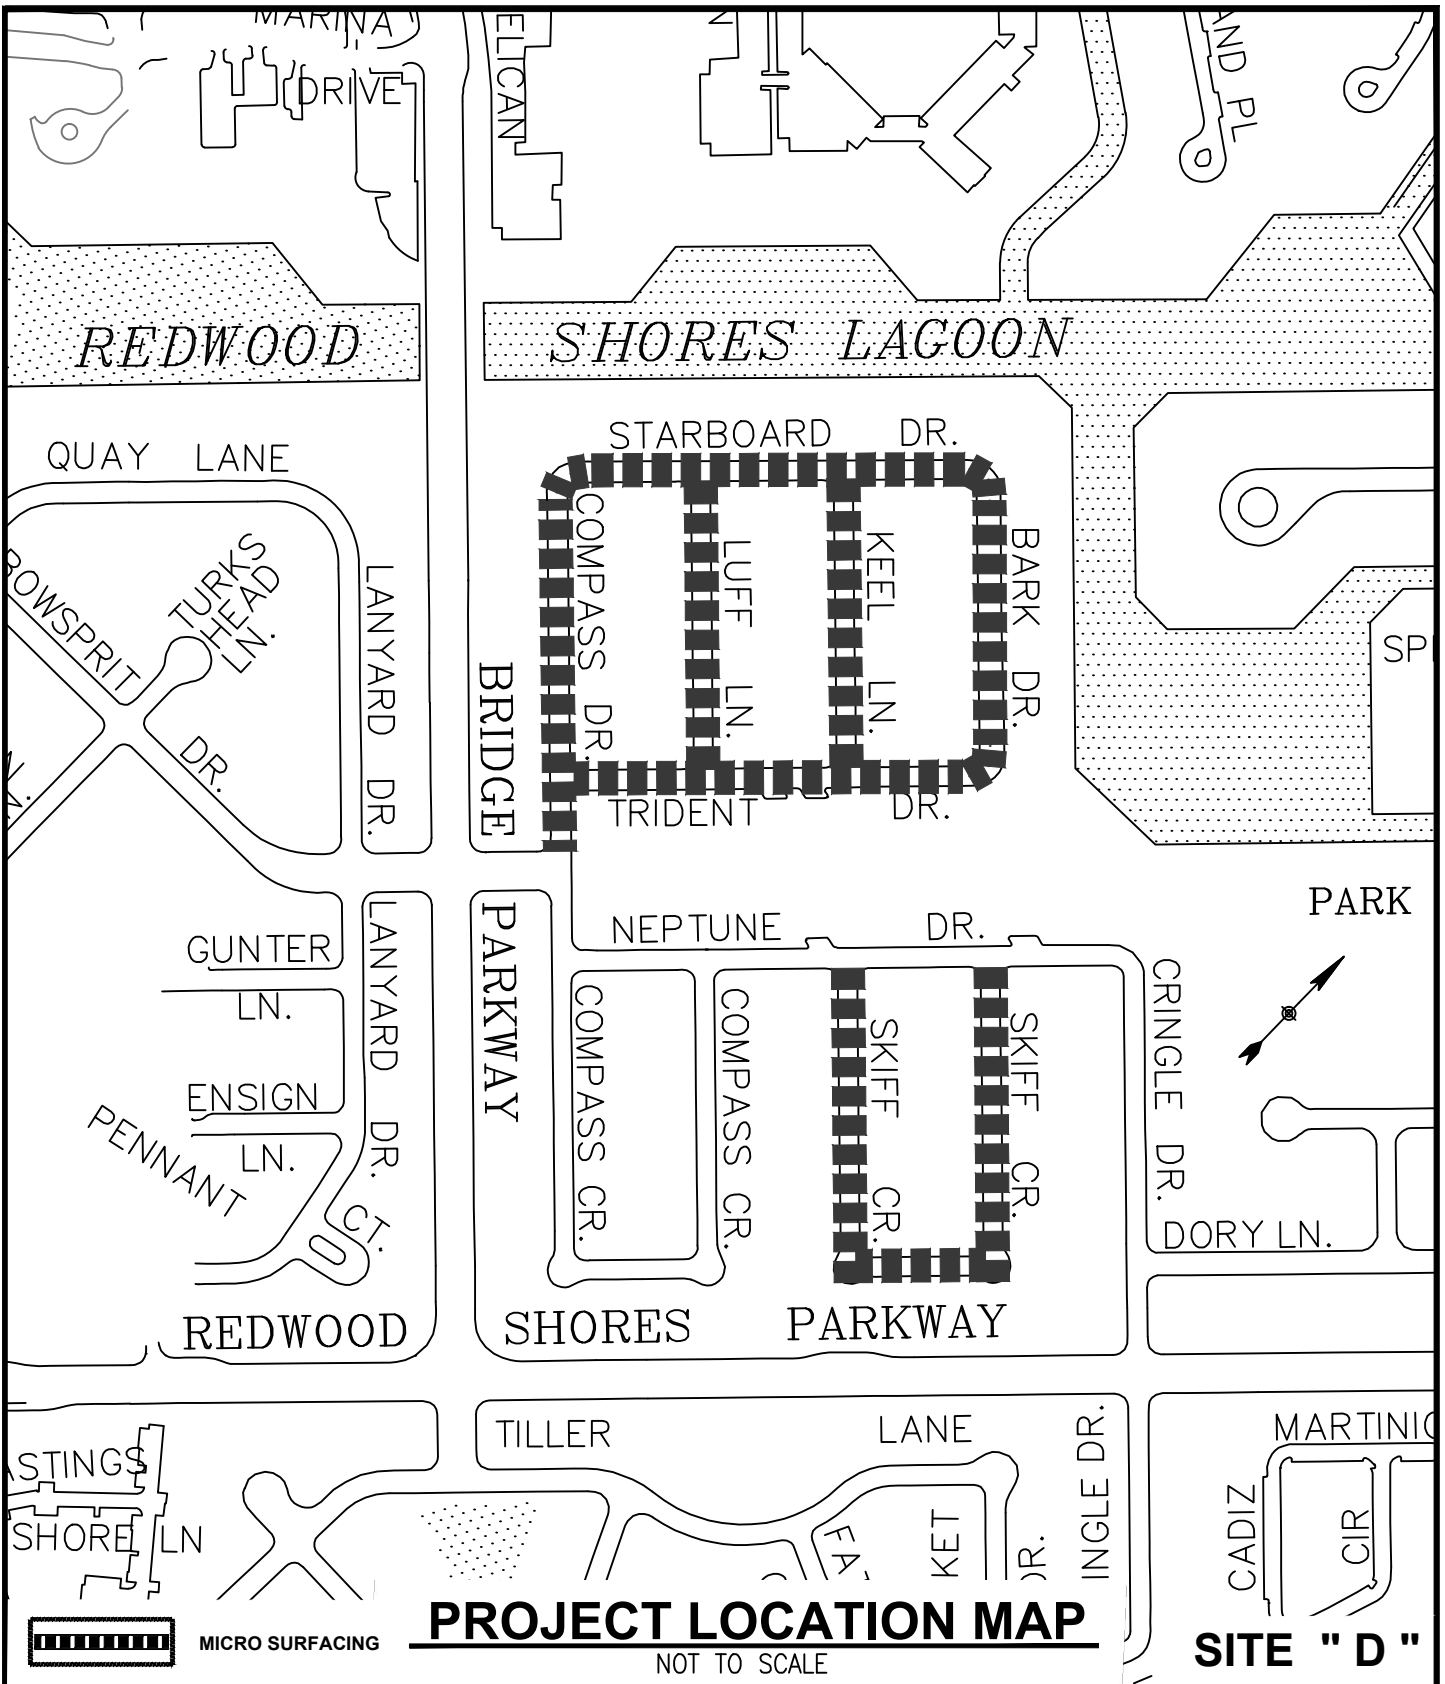 MARINA
DRIVE
ELICAN
AND PL
REDWOOD SHORES LAGOON
QUAY LANE
STARBOARD DR.
COMPASS DR.
LUFF LN.
KEEL LN.
BARK DR.
TURKS
HEAD
LN.
BOWSPRIT DR.
LANYARD DR.
BRIDGE PARKWAY
TRIDENT DR.
PARK
NEPTUNE DR.
GUNTER
LN.
LANYARD DR.
COMPASS CR.
COMPASS CR.
SKIFF CR.
SKIFF CR.
CRINGLE DR.
ENSIGN
LN.
PENNANT CT.
DORY LN.
REDWOOD SHORES PARKWAY
TILLER LANE
INGLE DR.
MARTINIC
ASTINGS
SHORE LN
KET
DR.
CADIZ
CIR
MICRO SURFACING
PROJECT LOCATION MAP
NOT TO SCALE
SITE " D "